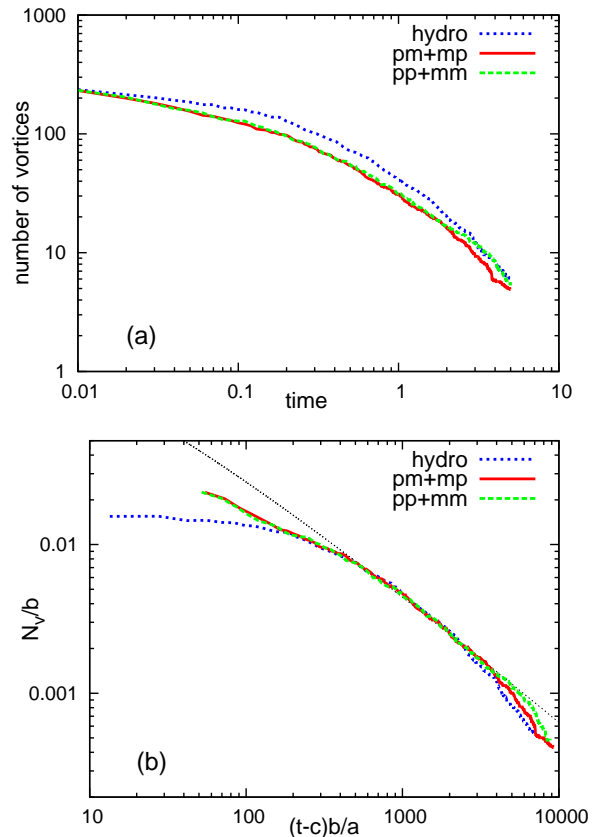 1000
100
10
1
number of vortices
hydro
pm+mp
pp+mm
(a)
0.01 0.1 1 10
time
0.01
0.001
N_v/b
hydro
pm+mp
pp+mm
(b)
10 100 1000 10000
(t-c)b/a